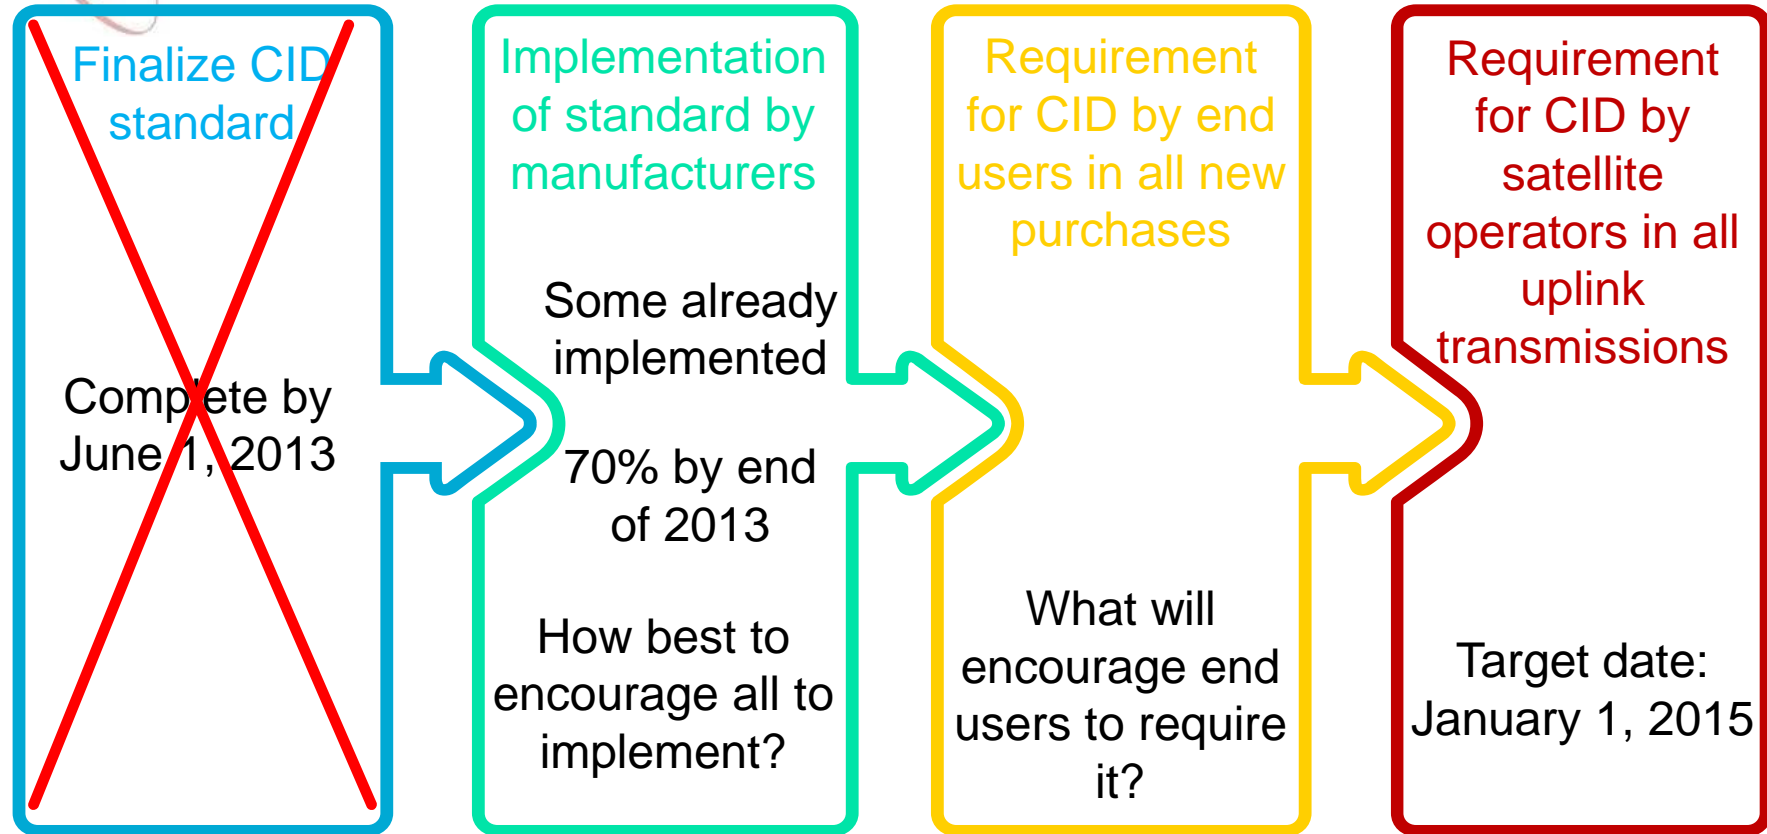 Finalize CID
standard
Complete by
June 1, 2013
Implementation
of standard by
manufacturers
Some already
implemented
70% by end
of 2013
How best to
encourage all to
implement?
Requirement
for CID by end
users in all new
purchases
What will
encourage end
users to require
it?
Requirement
for CID by
satellite
operators in all
uplink
transmissions
Target date:
January 1, 2015